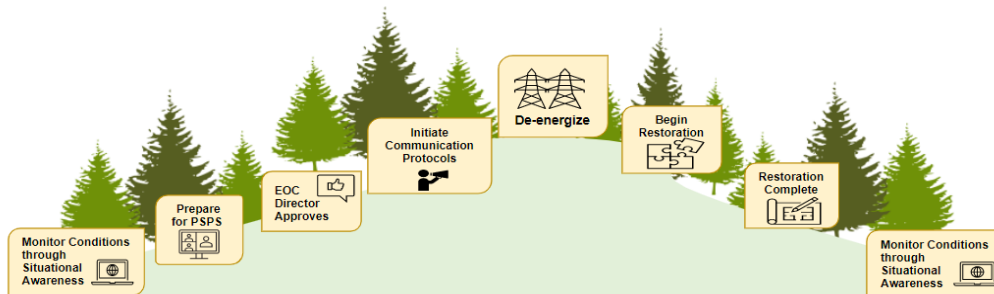 Monitor Conditions
through
Situational
Awareness
Prepare
for PSPS
EOC
Director
Approves
Initiate
Communication
Protocols
De-energize
Begin
Restoration
Restoration
Complete
Monitor Conditions
through
Situational
Awareness